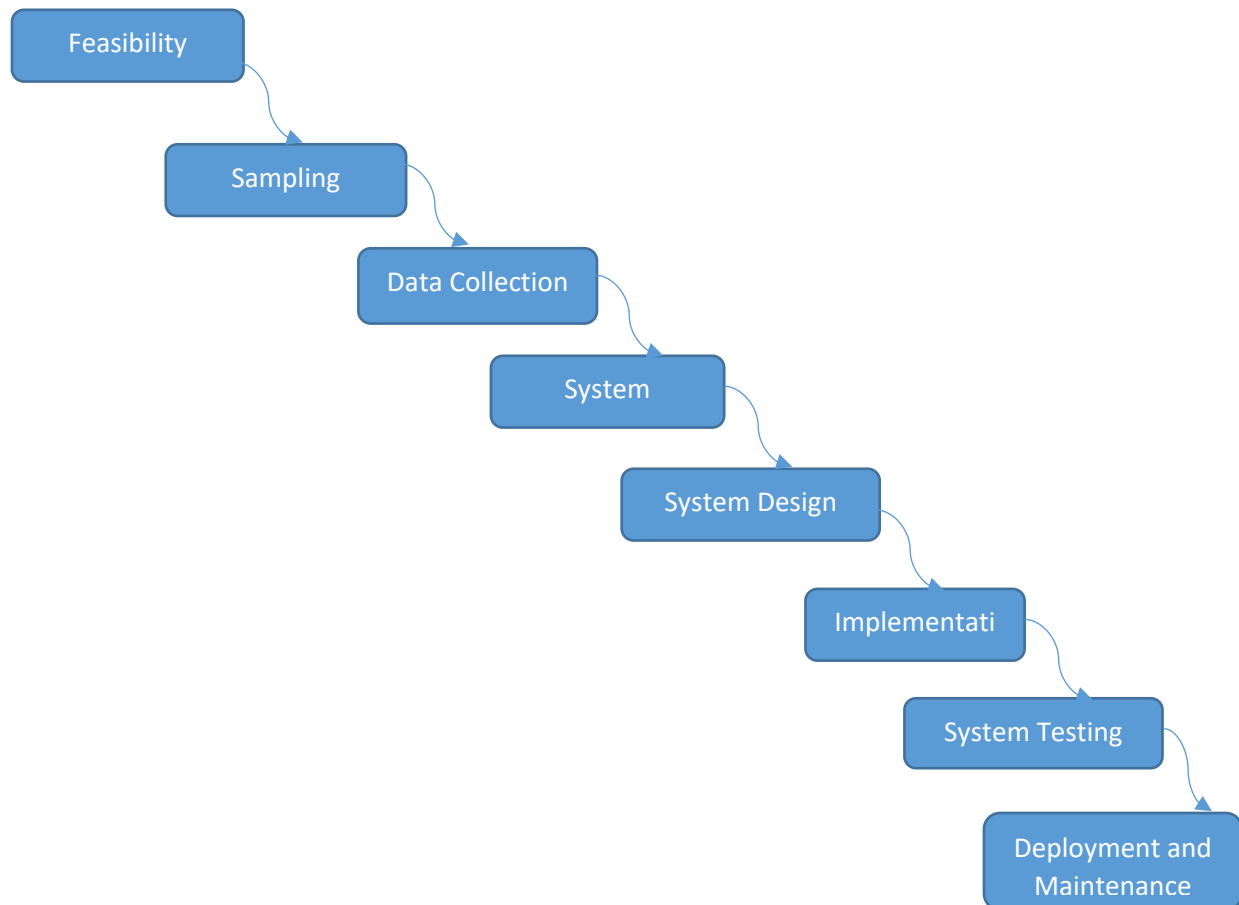 Feasibility
Sampling
Data Collection
System
System Design
Implementati
System Testing
Deployment and
Maintenance